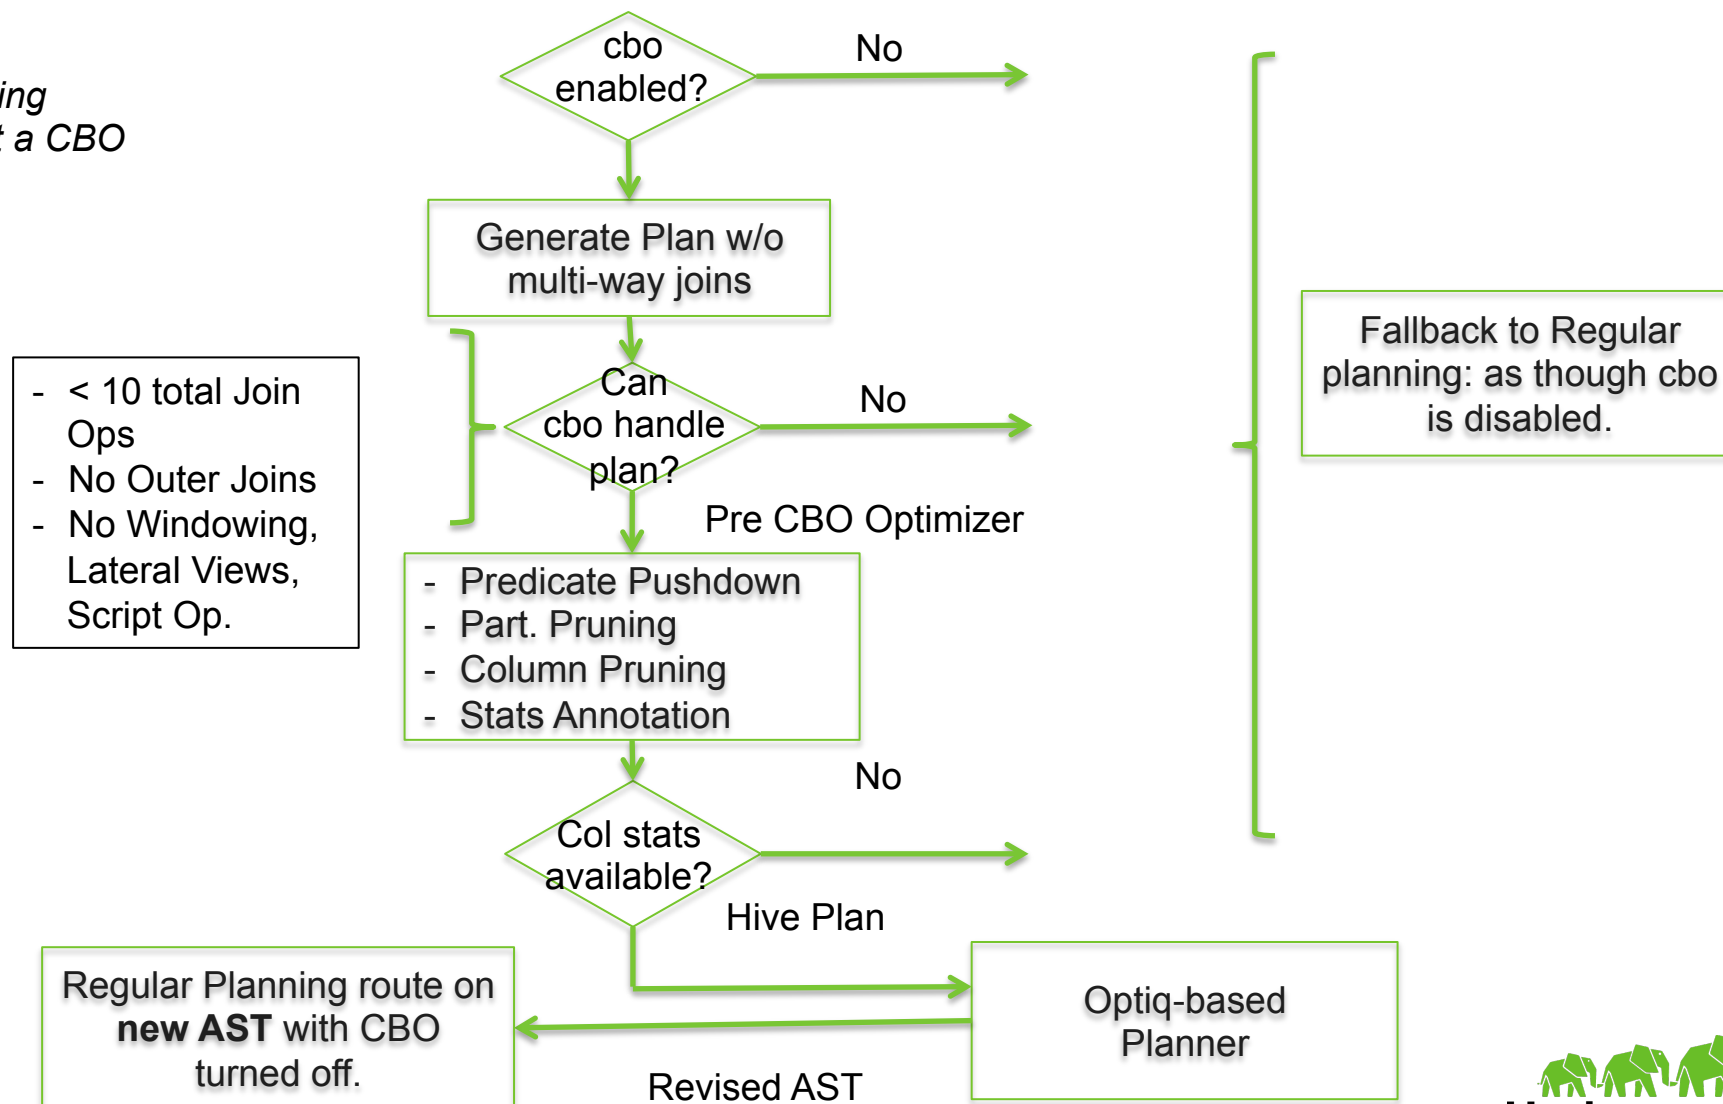 ing
t a CBO
cbo
enabled?
No
Generate Plan w/o
multi-way joins
- < 10 total Join
Ops
- No Outer Joins
- No Windowing,
Lateral Views,
Script Op.
Can
cbo handle
plan?
No
Fallback to Regular
planning: as though cbo
is disabled.
Pre CBO Optimizer
- Predicate Pushdown
- Part. Pruning
- Column Pruning
- Stats Annotation
No
Col stats
available?
Hive Plan
Regular Planning route on
new AST with CBO
turned off.
Optiq-based
Planner
Revised AST